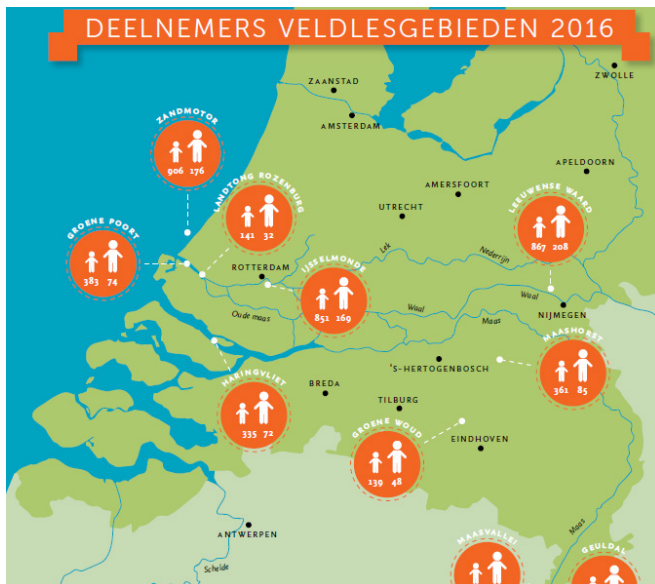 DEELNEMERS VELDLESGEBIEDEN 2016
ZWOLLE
ZAANSTAD
AMSTERDAM
ZANDMOTOR
906 176
APELDOORN
LANDTONG ROZENBURG
141 32
AMERSFOORT
UTRECHT
LEEUWENSE WAARD
867 208
GROENE POORT
383 74
Lek
Nederrijn
ROTTERDAM
IJSSELMONDE
851 169
Oude maas
Waal
Waal
Maas
NIJMEGEN
MAASHORST
361 85
'S-HERTOGENBOSCH
HARINGVLIET
335 72
BREDA
TILBURG
GROENE WOUD
139 48
EINDHOVEN
ANTWERPEN
Maas
MAASVALLEI
GEULDAL
Schelde